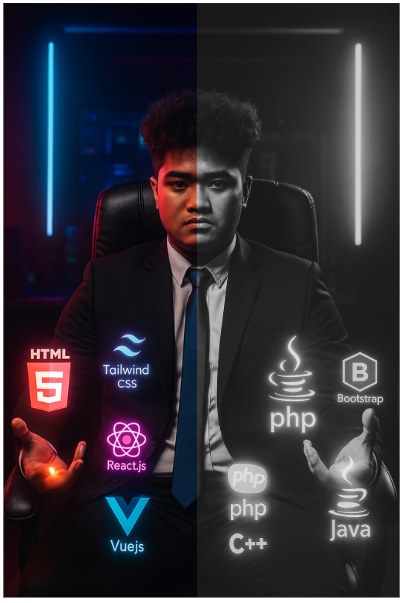 HTML
5
Tailwind
CSS
React.js
Vuejs
php
B
Bootstrap
php
php
C++
Java